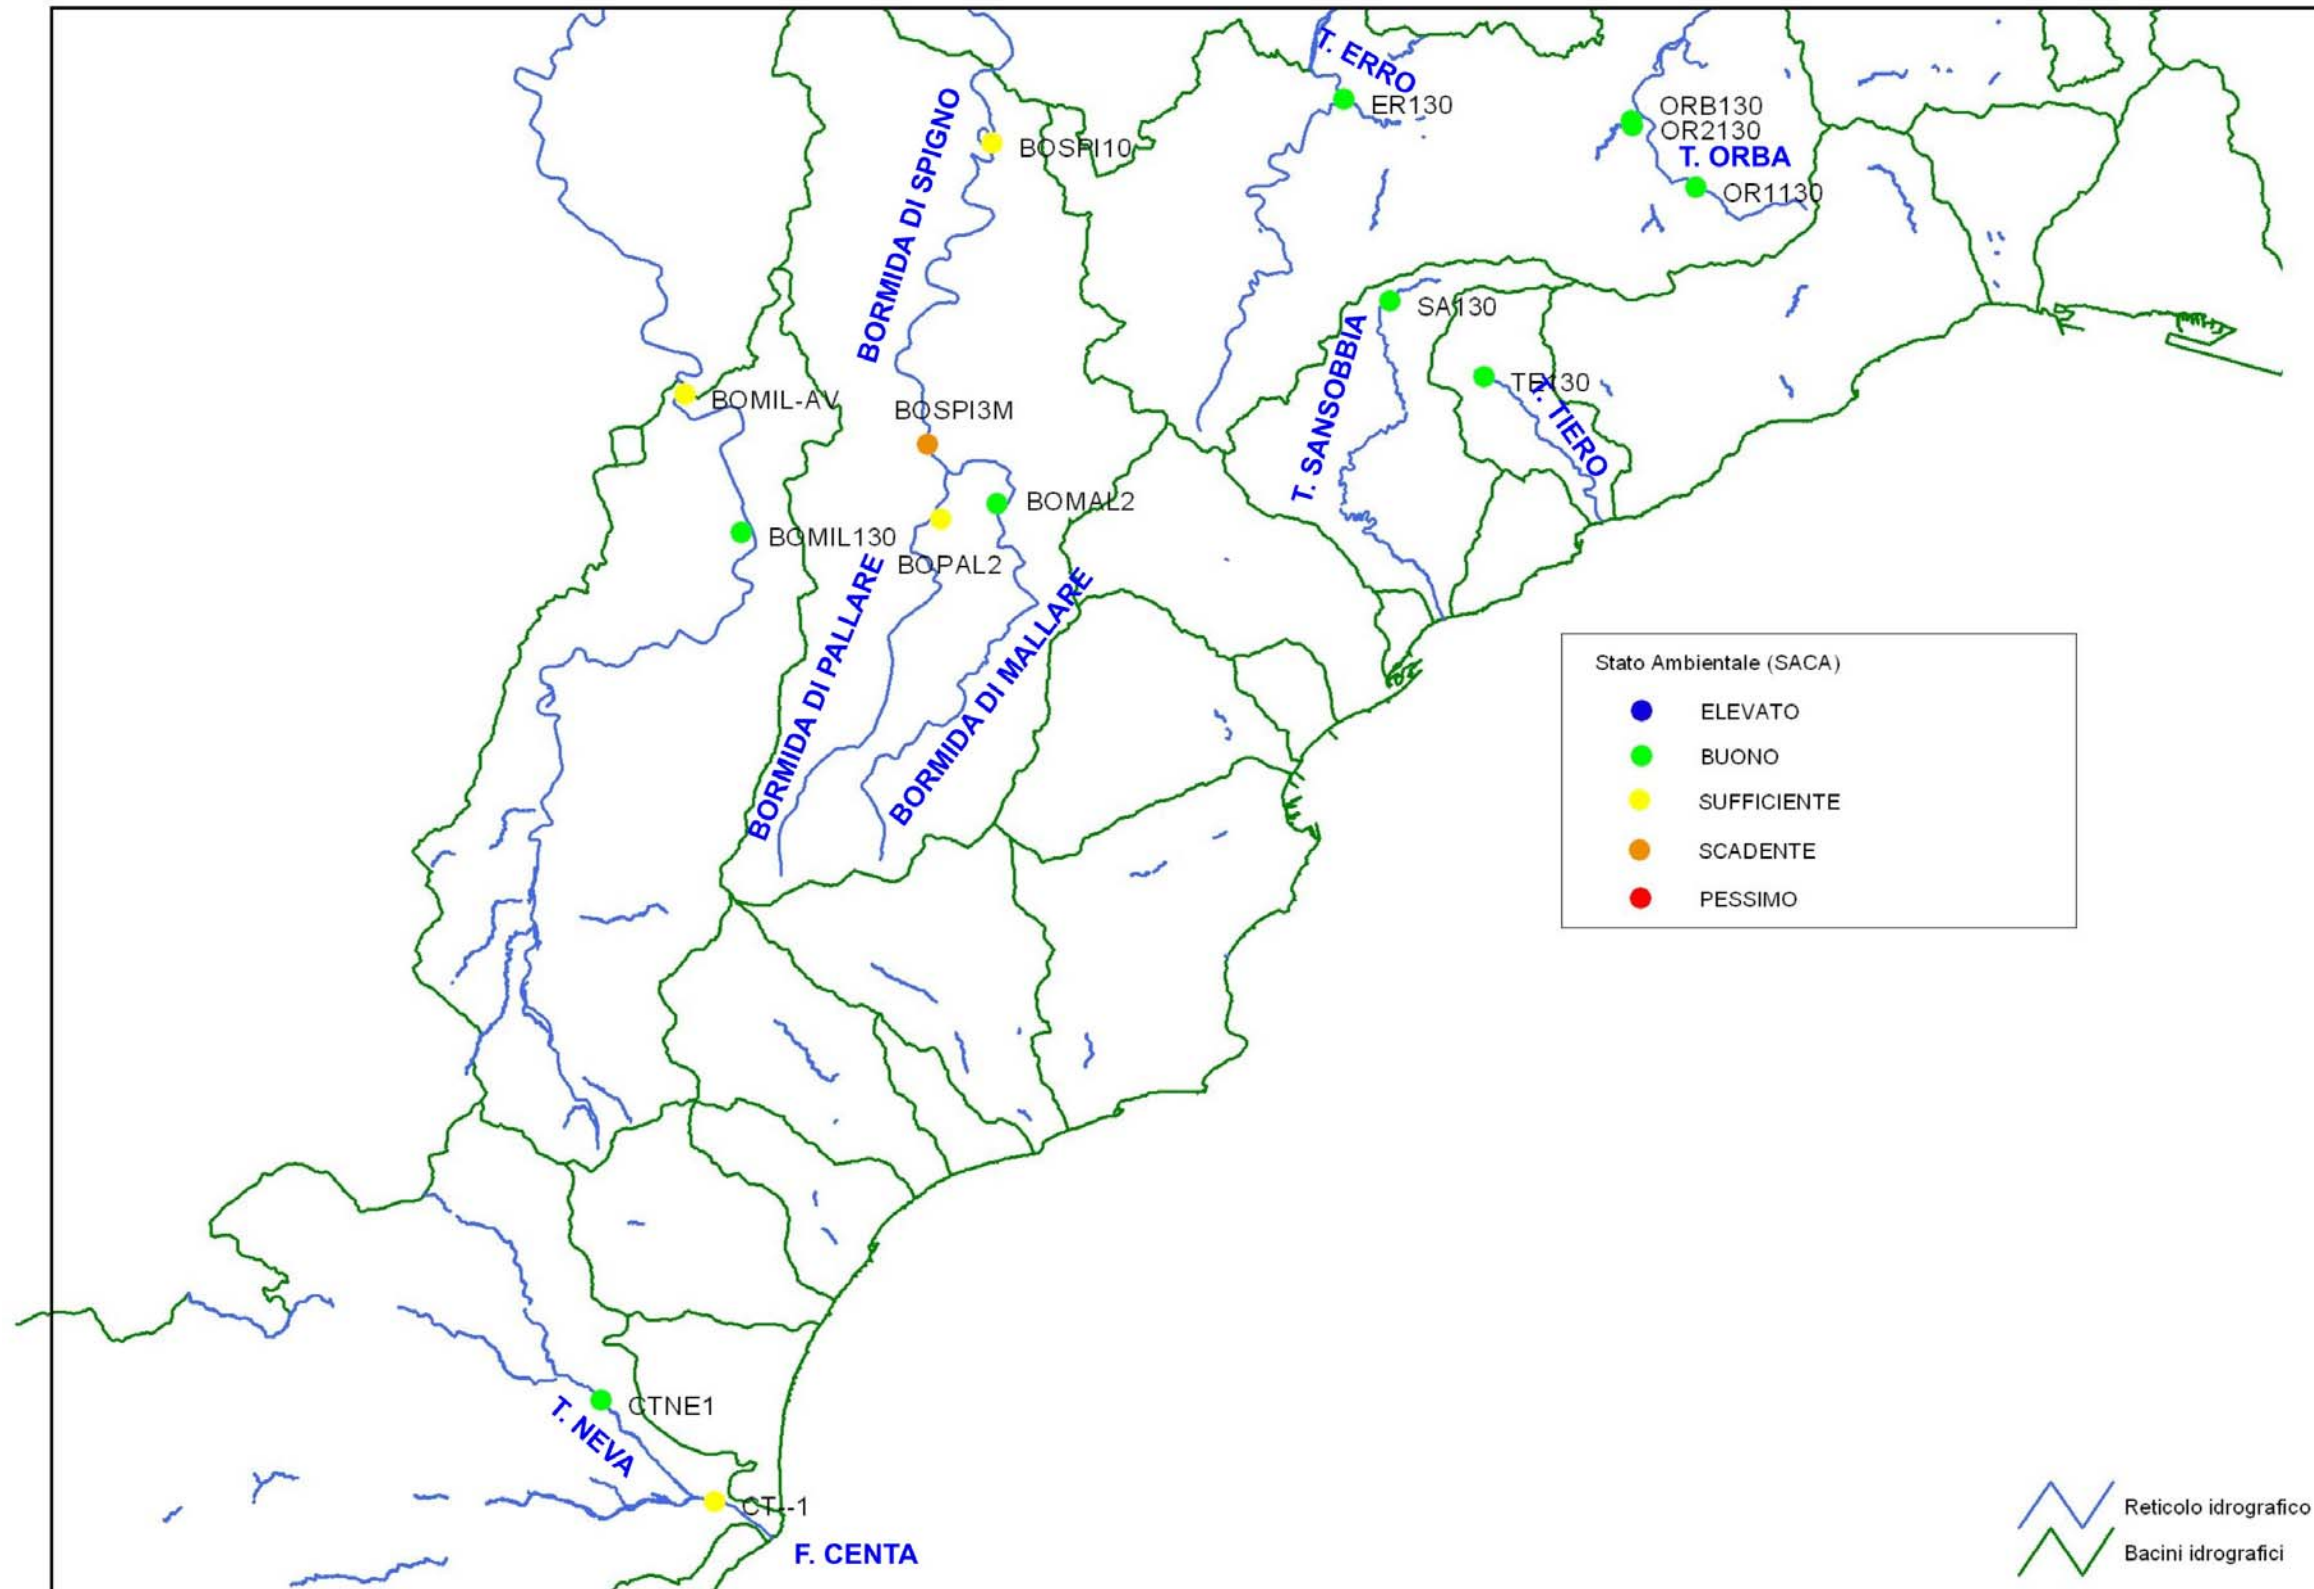 T. ERRO
ER130
ORB130
OR2130
T. ORBA
OR1130
BORMIDA DI SPIGNO
BOSPI10
SA130
T. SANSOBBIA
TE130
T. TIERO
BOMIL-AV
BOSPI3M
BOMAL2
BOMIL130
BOPAL2
BORMIDA DI PALLARE
BORMIDA DI MALLARE
Stato Ambientale (SACA)
ELEVATO
BUONO
SUFFICIENTE
SCADENTE
PESSIMO
CTNE1
T. NEVA
CT--1
F. CENTA
Reticolo idrografico
Bacini idrografici